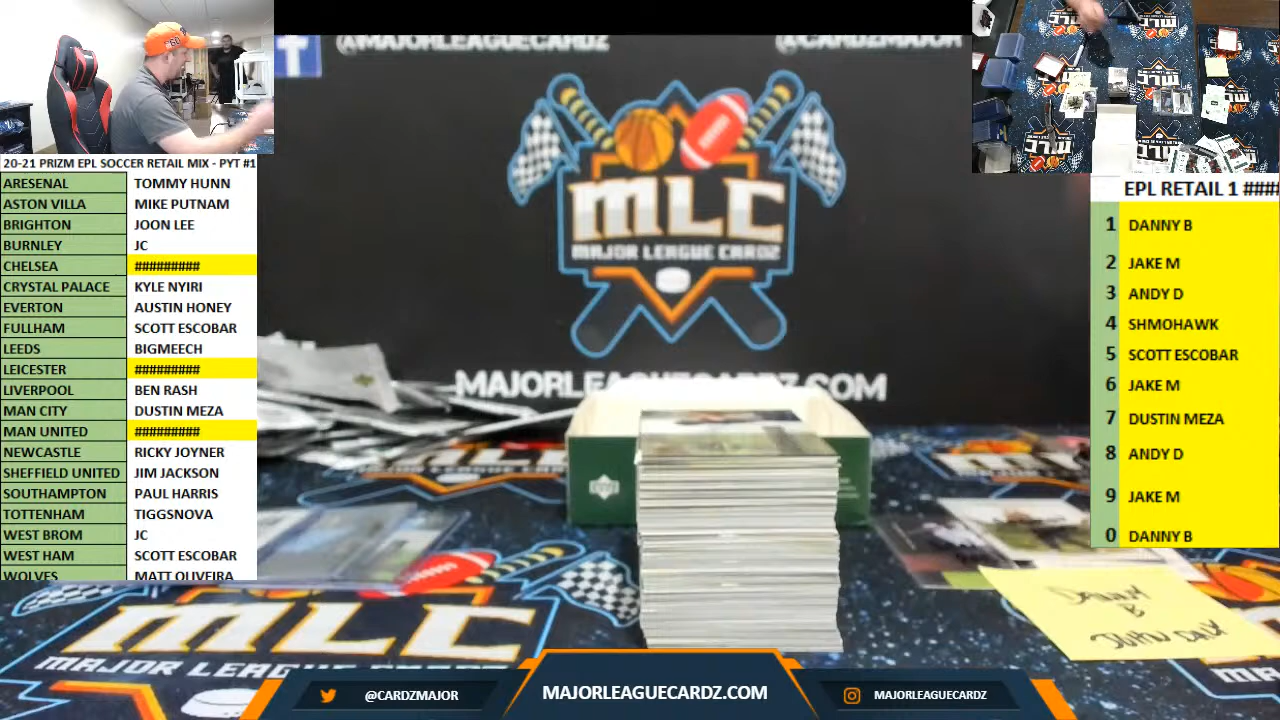 @MAJORLEAGUECARDZ
@CARDZMAJOR
20-21 PRIZM EPL SOCCER RETAIL MIX - PYT #1
ARESENAL TOMMY HUNN
ASTON VILLA MIKE PUTNAM
BRIGHTON JOON LEE
BURNLEY JC
CHELSEA #########
CRYSTAL PALACE KYLE NYIRI
EVERTON AUSTIN HONEY
FULLHAM SCOTT ESCOBAR
LEEDS BIGMEECH
LEICESTER #########
LIVERPOOL BEN RASH
MAN CITY DUSTIN MEZA
MAN UNITED #########
NEWCASTLE RICKY JOYNER
SHEFFIELD UNITED JIM JACKSON
SOUTHAMPTON PAUL HARRIS
TOTTENHAM TIGGSNOVA
WEST BROM JC
WEST HAM SCOTT ESCOBAR
WOLVES MATT OLIVEIRA
MLC
MAJOR LEAGUE CARDZ
MAJORLEAGUECARDZ.COM
EPL RETAIL 1 ####
1 DANNY B
2 JAKE M
3 ANDY D
4 SHMOHAWK
5 SCOTT ESCOBAR
6 JAKE M
7 DUSTIN MEZA
8 ANDY D
9 JAKE M
0 DANNY B
DANNY
B
MLC
MAJOR LEAGUE
@CARDZMAJOR
MAJORLEAGUECARDZ.COM
MAJORLEAGUECARDZ